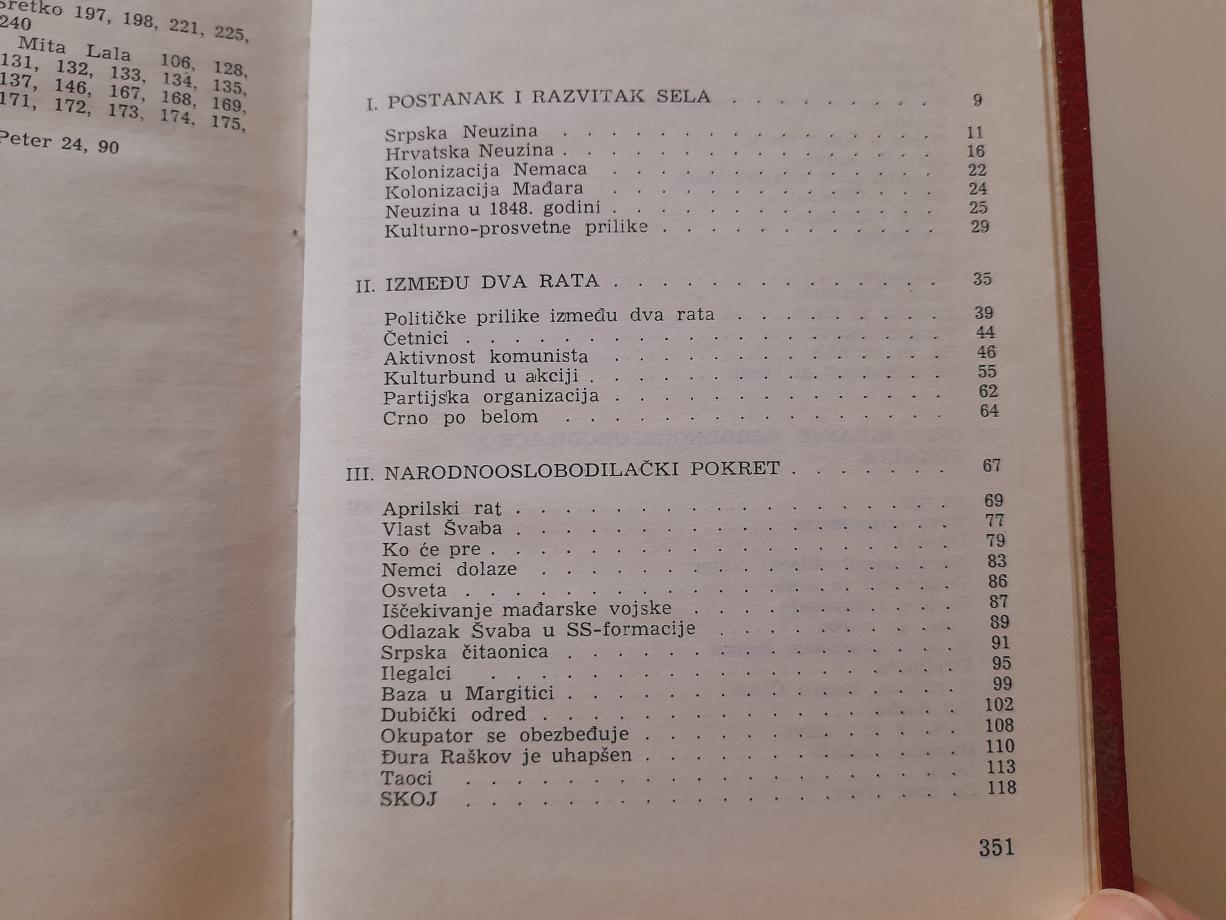 Sretko 197, 198, 221, 225,
240
Mita Lala 106, 128,
131, 132, 133, 134, 135,
137, 146, 167, 168, 169,
171, 172, 173, 174, 175,
Peter 24, 90
I. POSTANAK I RAZVITAK SELA . . . . . . . . . 9
Srpska Neuzina . . . . . . . . . . . . . . . . 11
Hrvatska Neuzina . . . . . . . . . . . . . . . . 16
Kolonizacija Nemaca . . . . . . . . . . . . . . 22
Kolonizacija Mađara . . . . . . . . . . . . . . 24
Neuzina u 1848. godini . . . . . . . . . . . . . . 25
Kulturno-prosvetne prilike . . . . . . . . . . . . 29
II. IZMEĐU DVA RATA . . . . . . . . . . . . . . 35
Političke prilike između dva rata . . . . . . . . . 39
Četnici . . . . . . . . . . . . . . . . . . . . 44
Aktivnost komunista . . . . . . . . . . . . . . 46
Kulturbund u akciji . . . . . . . . . . . . . . . 55
Partijska organizacija . . . . . . . . . . . . . . 62
Crno po belom . . . . . . . . . . . . . . . . 64
III. NARODNOOSLOBODILAČKI POKRET . . . . . . . 67
Aprilski rat . . . . . . . . . . . . . . . . . . 69
Vlast Švaba . . . . . . . . . . . . . . . . . . 77
Ko će pre . . . . . . . . . . . . . . . . . . . 79
Nemci dolaze . . . . . . . . . . . . . . . . . 83
Osveta . . . . . . . . . . . . . . . . . . . . 86
Iščekivanje mađarske vojske . . . . . . . . . . . 87
Odlazak Švaba u SS-formacije . . . . . . . . . . 89
Srpska čitaonica . . . . . . . . . . . . . . . . 91
Ilegalci . . . . . . . . . . . . . . . . . . . 95
Baza u Margitici . . . . . . . . . . . . . . . . 99
Dubički odred . . . . . . . . . . . . . . . . . 102
Okupator se obezbeđuje . . . . . . . . . . . . . 108
Đura Raškov je uhapšen . . . . . . . . . . . . . 110
Taoci . . . . . . . . . . . . . . . . . . . . 113
SKOJ . . . . . . . . . . . . . . . . . . . . 118
351